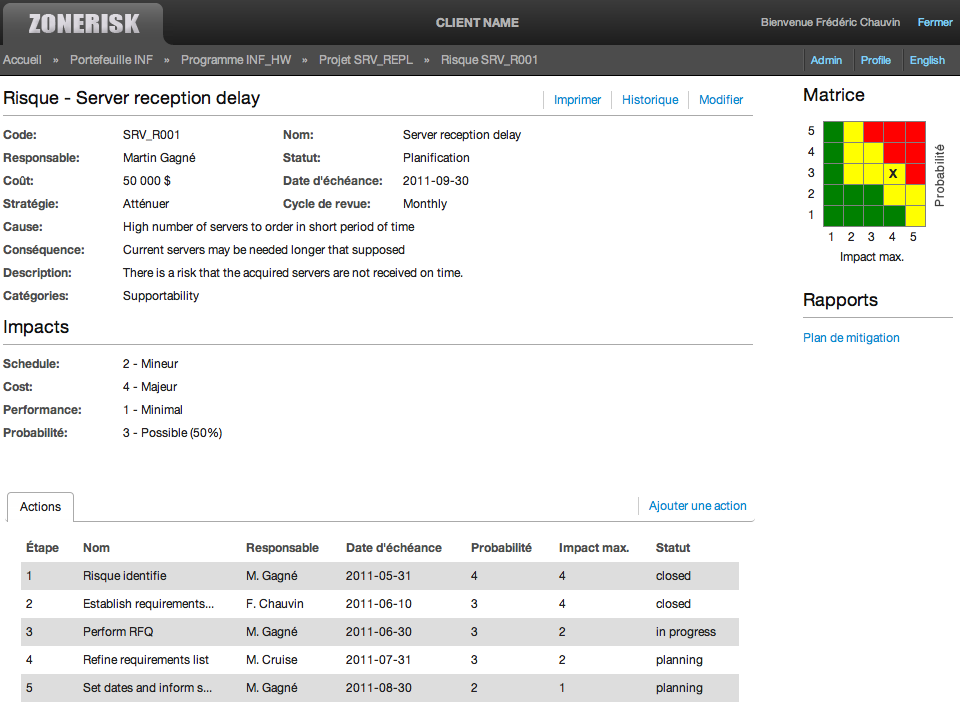 ZONERISK
CLIENT NAME
Bienvenue Frédéric Chauvin Fermer
Accueil » Portefeuille INF » Programme INF_HW » Projet SRV_REPL » Risque SRV_R001
Admin Profile English
Risque - Server reception delay
Imprimer Historique Modifier
Code: SRV_R001 Nom: Server reception delay
Responsable: Martin Gagné Statut: Planification
Coût: 50 000 $ Date d'échéance: 2011-09-30
Stratégie: Atténuer Cycle de revue: Monthly
Cause: High number of servers to order in short period of time
Conséquence: Current servers may be needed longer that supposed
Description: There is a risk that the acquired servers are not received on time.
Catégories: Supportability
Impacts
Schedule: 2 - Mineur
Cost: 4 - Majeur
Performance: 1 - Minimal
Probabilité: 3 - Possible (50%)
Matrice
5
4
3 X
2
1
1 2 3 4 5
Probabilité
Impact max.
Rapports
Plan de mitigation
Actions
Ajouter une action
Étape Nom Responsable Date d'échéance Probabilité Impact max. Statut
1 Risque identifie M. Gagné 2011-05-31 4 4 closed
2 Establish requirements... F. Chauvin 2011-06-10 3 4 closed
3 Perform RFQ M. Gagné 2011-06-30 3 2 in progress
4 Refine requirements list M. Cruise 2011-07-31 3 2 planning
5 Set dates and inform s... M. Gagné 2011-08-30 2 1 planning